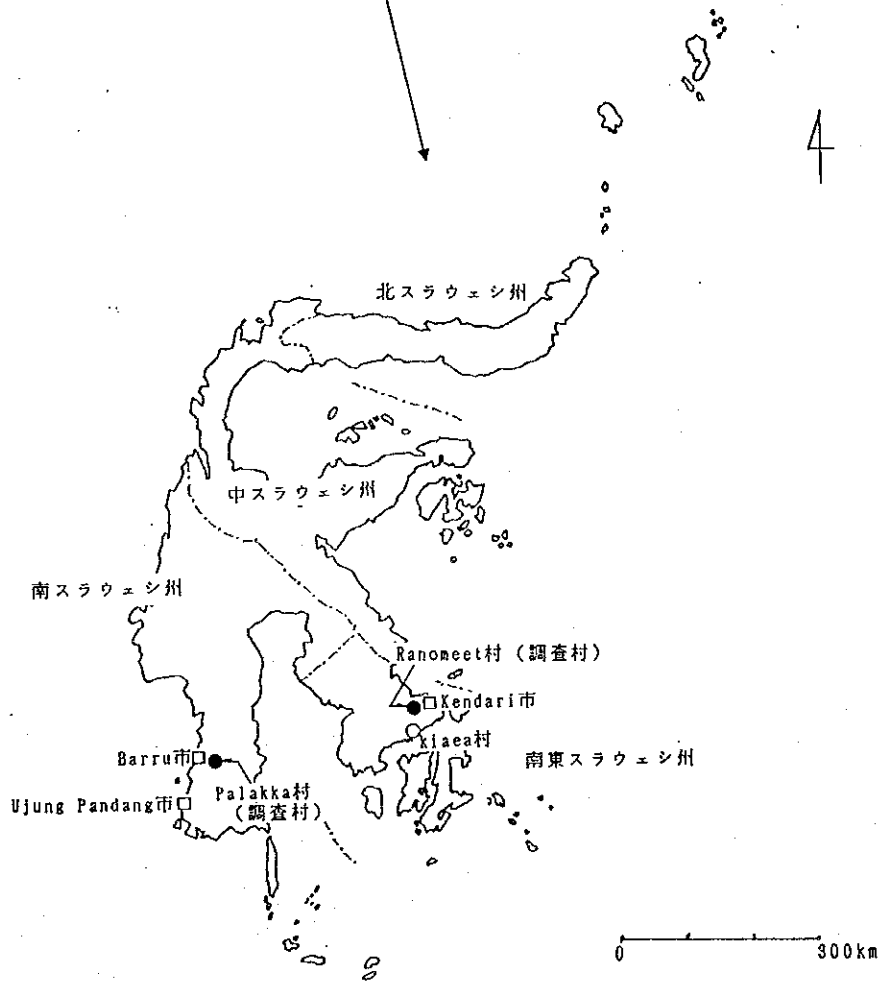 北スラウェシ州
中スラウェシ州
南スラウェシ州
Ranomeet村（調査村）
Kendari市
kiaea村
南東スラウェシ州
Barru市
Palakka村
（調査村）
Ujung Pandang市
0
300km